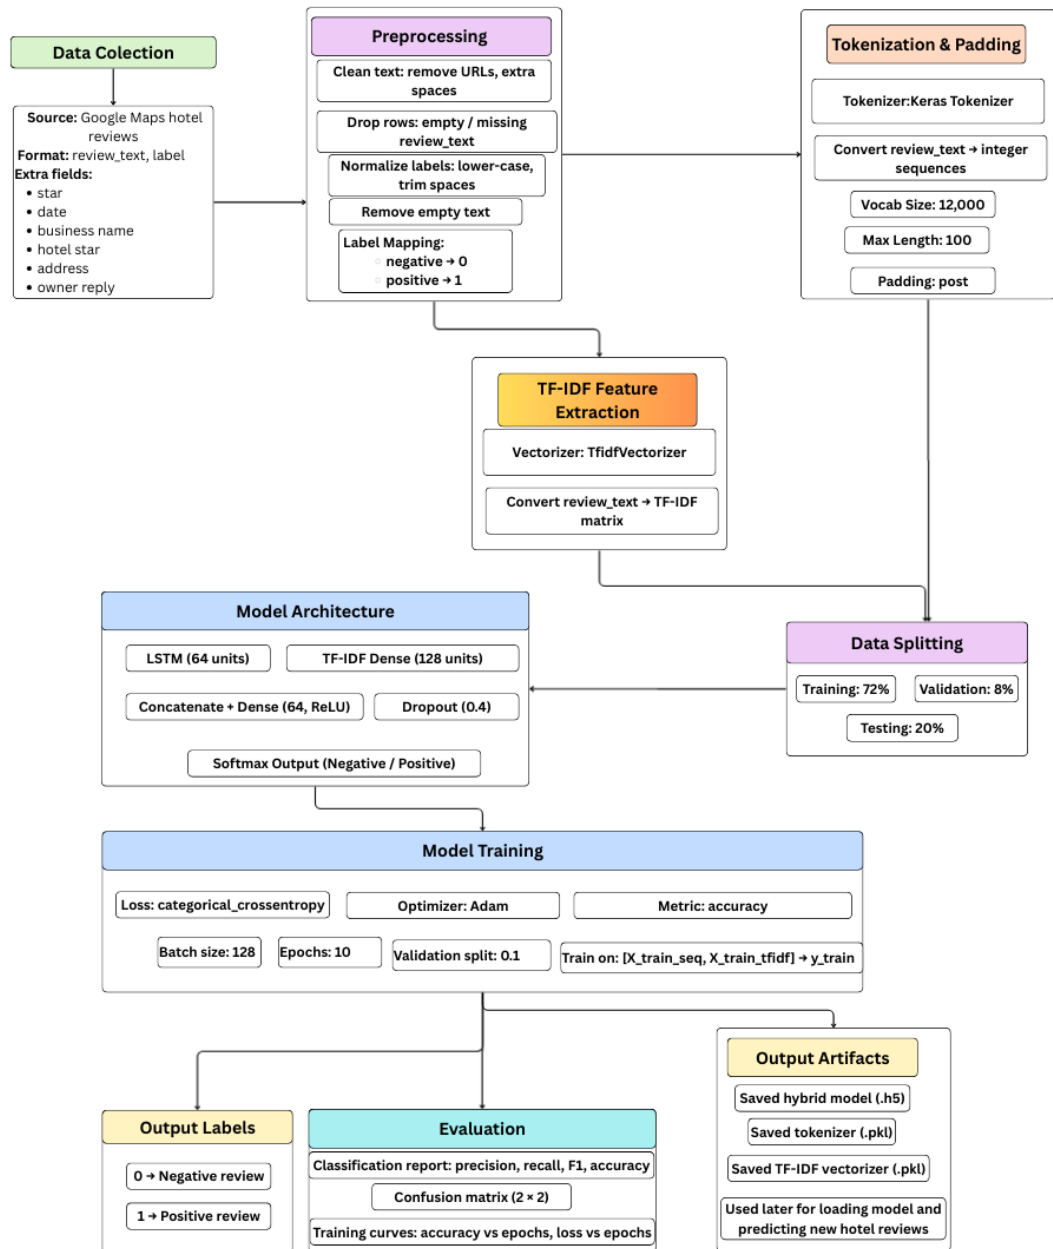 Data Colection
Source: Google Maps hotel
reviews
Format: review_text, label
Extra fields:
• star
• date
• business name
• hotel star
• address
• owner reply
Preprocessing
Clean text: remove URLs, extra
spaces
Drop rows: empty / missing
review_text
Normalize labels: lower-case,
trim spaces
Remove empty text
Label Mapping:
○ negative → 0
○ positive → 1
Tokenization & Padding
Tokenizer:Keras Tokenizer
Convert review_text → integer
sequences
Vocab Size: 12,000
Max Length: 100
Padding: post
TF-IDF Feature
Extraction
Vectorizer: TfidfVectorizer
Convert review_text → TF-IDF
matrix
Data Splitting
Training: 72%
Validation: 8%
Testing: 20%
Model Architecture
LSTM (64 units)
TF-IDF Dense (128 units)
Concatenate + Dense (64, ReLU)
Dropout (0.4)
Softmax Output (Negative / Positive)
Model Training
Loss: categorical_crossentropy
Optimizer: Adam
Metric: accuracy
Batch size: 128
Epochs: 10
Validation split: 0.1
Train on: [X_train_seq, X_train_tfidf] → y_train
Output Labels
0 → Negative review
1 → Positive review
Evaluation
Classification report: precision, recall, F1, accuracy
Confusion matrix (2 × 2)
Training curves: accuracy vs epochs, loss vs epochs
Output Artifacts
Saved hybrid model (.h5)
Saved tokenizer (.pkl)
Saved TF-IDF vectorizer (.pkl)
Used later for loading model and
predicting new hotel reviews